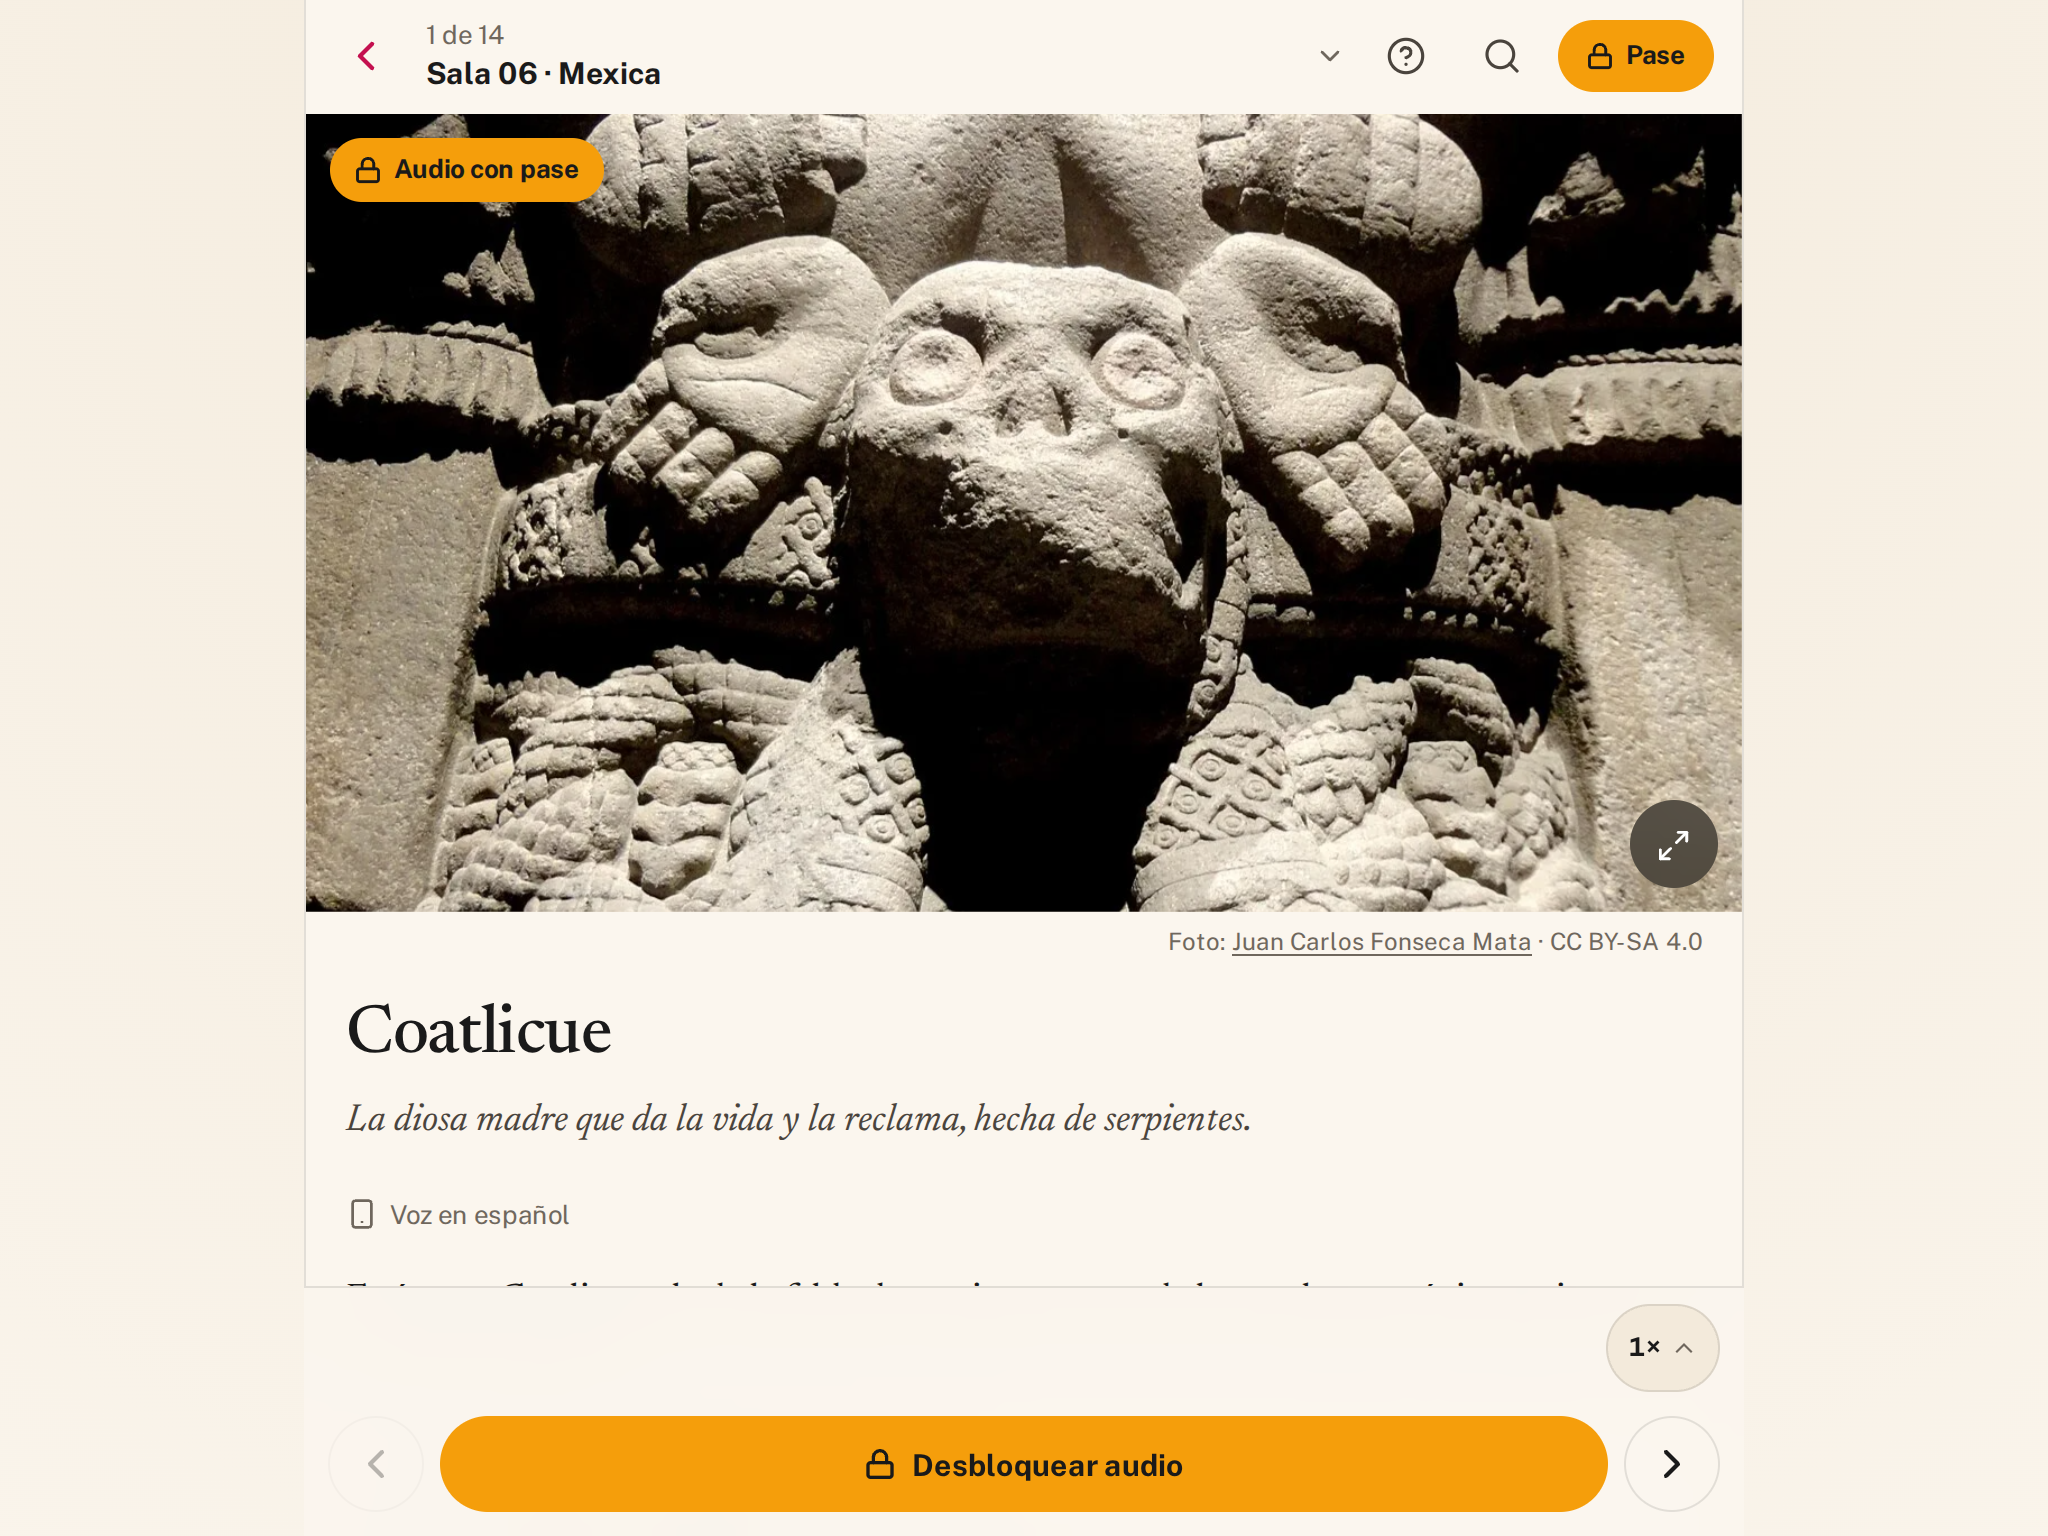 1 de 14
Sala 06 · Mexica
Pase
Audio con pase
Foto: Juan Carlos Fonseca Mata · CC BY-SA 4.0
Coatlicue
La diosa madre que da la vida y la reclama, hecha de serpientes.
Voz en español
1×
Desbloquear audio